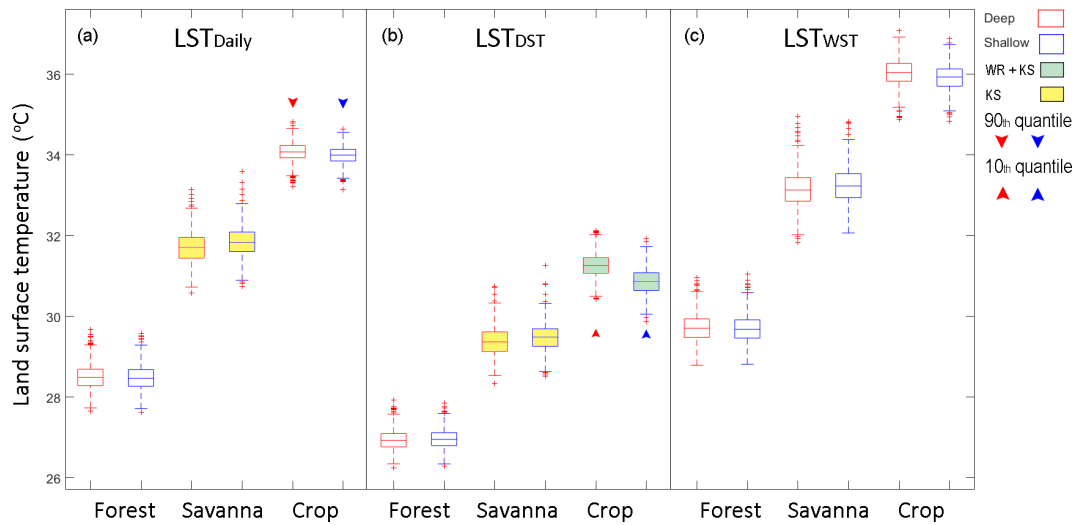 (a) LSTDaily
(b) LSTDST
(c) LSTWST
Deep
Shallow
WR + KS
KS
90th quantile
10th quantile
Land surface temperature (°C)
36
34
32
30
28
26
Forest Savanna Crop
Forest Savanna Crop
Forest Savanna Crop